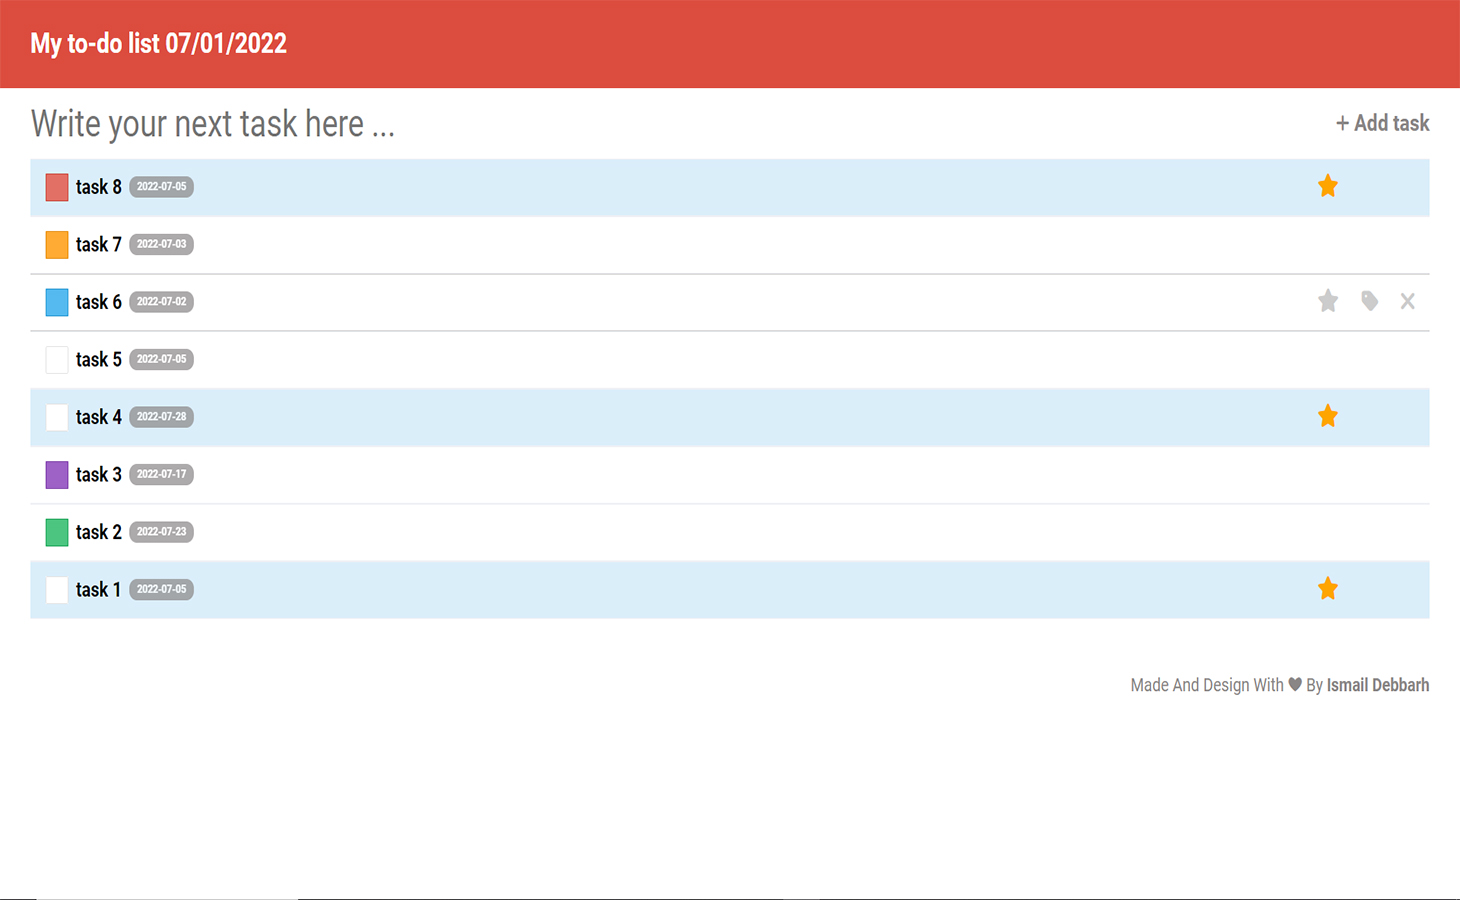 My to-do list 07/01/2022
Write your next task here ...
+ Add task
task 8 2022-07-05
task 7 2022-07-03
task 6 2022-07-02
task 5 2022-07-05
task 4 2022-07-28
task 3 2022-07-17
task 2 2022-07-23
task 1 2022-07-05
Made And Design With ♥ By Ismail Debbarh